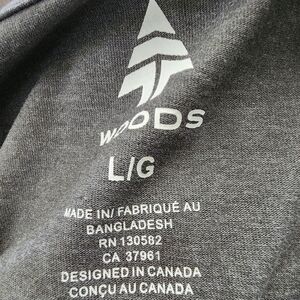 WOODS
L/G
MADE IN/ FABRIQUÉ AU
BANGLADESH
RN 130582
CA 37961
DESIGNED IN CANADA
CONÇU AU CANADA